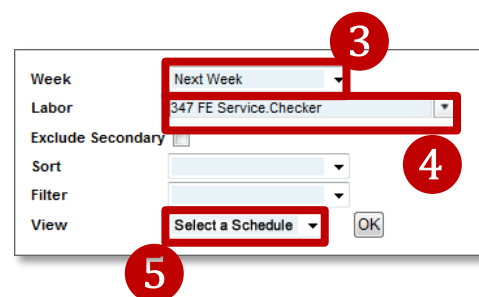 3
Week Next Week
Labor 347 FE Service.Checker
Exclude Secondary
4
Sort
Filter
View Select a Schedule OK
5